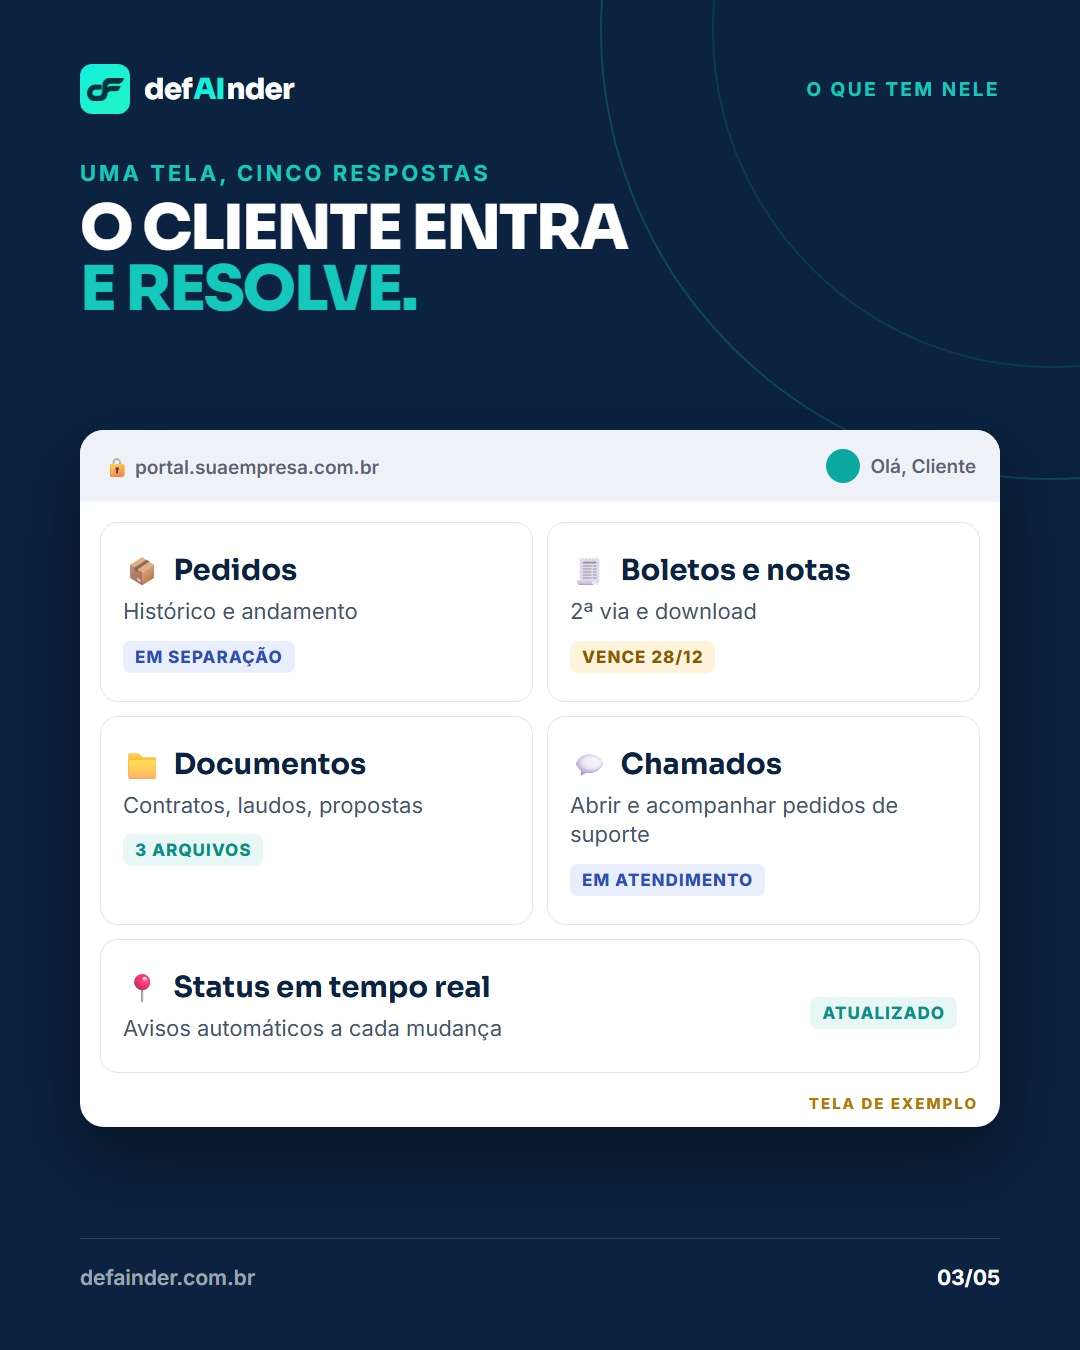 defAInder
O QUE TEM NELE
UMA TELA, CINCO RESPOSTAS
O CLIENTE ENTRA
E RESOLVE.
portal.suaempresa.com.br
Olá, Cliente
Pedidos
Histórico e andamento
EM SEPARAÇÃO
Boletos e notas
2ª via e download
VENCE 28/12
Documentos
Contratos, laudos, propostas
3 ARQUIVOS
Chamados
Abrir e acompanhar pedidos de
suporte
EM ATENDIMENTO
Status em tempo real
Avisos automáticos a cada mudança
ATUALIZADO
TELA DE EXEMPLO
defainder.com.br
03/05